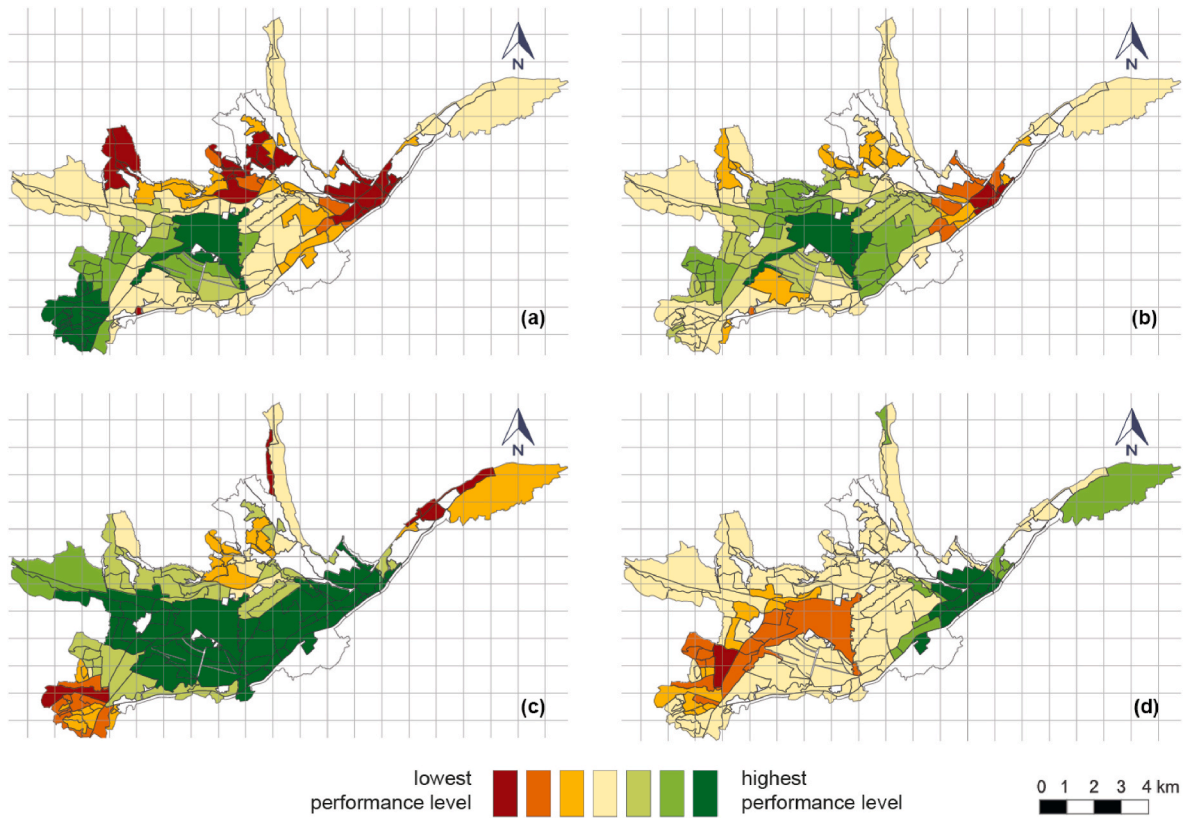 N
N
(a)
(b)
N
N
(c)
(d)
lowest
performance level
highest
performance level
0 1 2 3 4 km